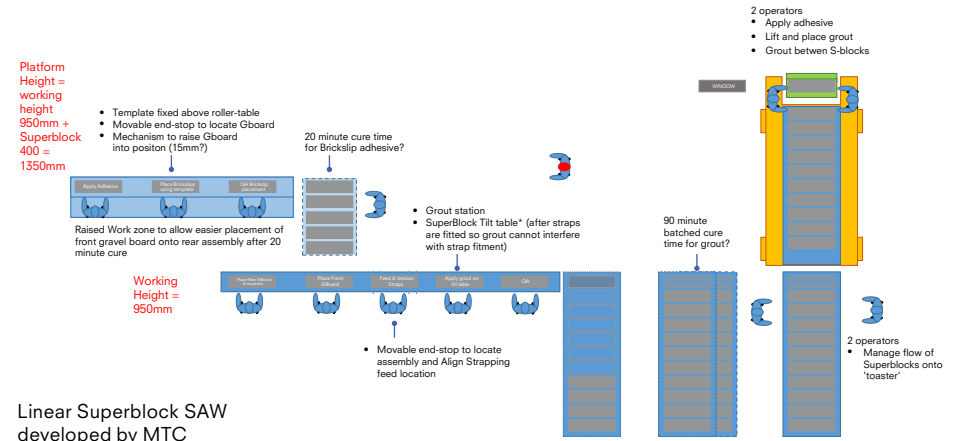 2 operators
• Apply adhesive
• Lift and place grout
• Grout betwen S-blocks
Platform
Height =
working
height
950mm +
Superblock
400 =
1350mm
• Template fixed above roller-table
• Movable end-stop to locate Gboard
• Mechanism to raise Gboard
into positon (15mm?)
20 minute cure time
for Brickslip adhesive?
WINDOW
Apply Adhesive
Place Brickslips
using template
QA Brickslip
placement
Raised Work zone to allow easier placement of
front gravel board onto rear assembly after 20
minute cure
• Grout station
• SuperBlock Tilt table* (after straps
are fitted so grout cannot interfere
with strap fitment)
90 minute
batched cure
time for grout?
Working
Height =
950mm
Place Rear GBoard
& insulation
Place Front
GBoard
Feed & tension
Straps
Apply grout on
tilt table
QA
• Movable end-stop to locate
assembly and Align Strapping
feed location
2 operators
• Manage flow of
Superblocks onto
'toaster'
Linear Superblock SAW
developed by MTC